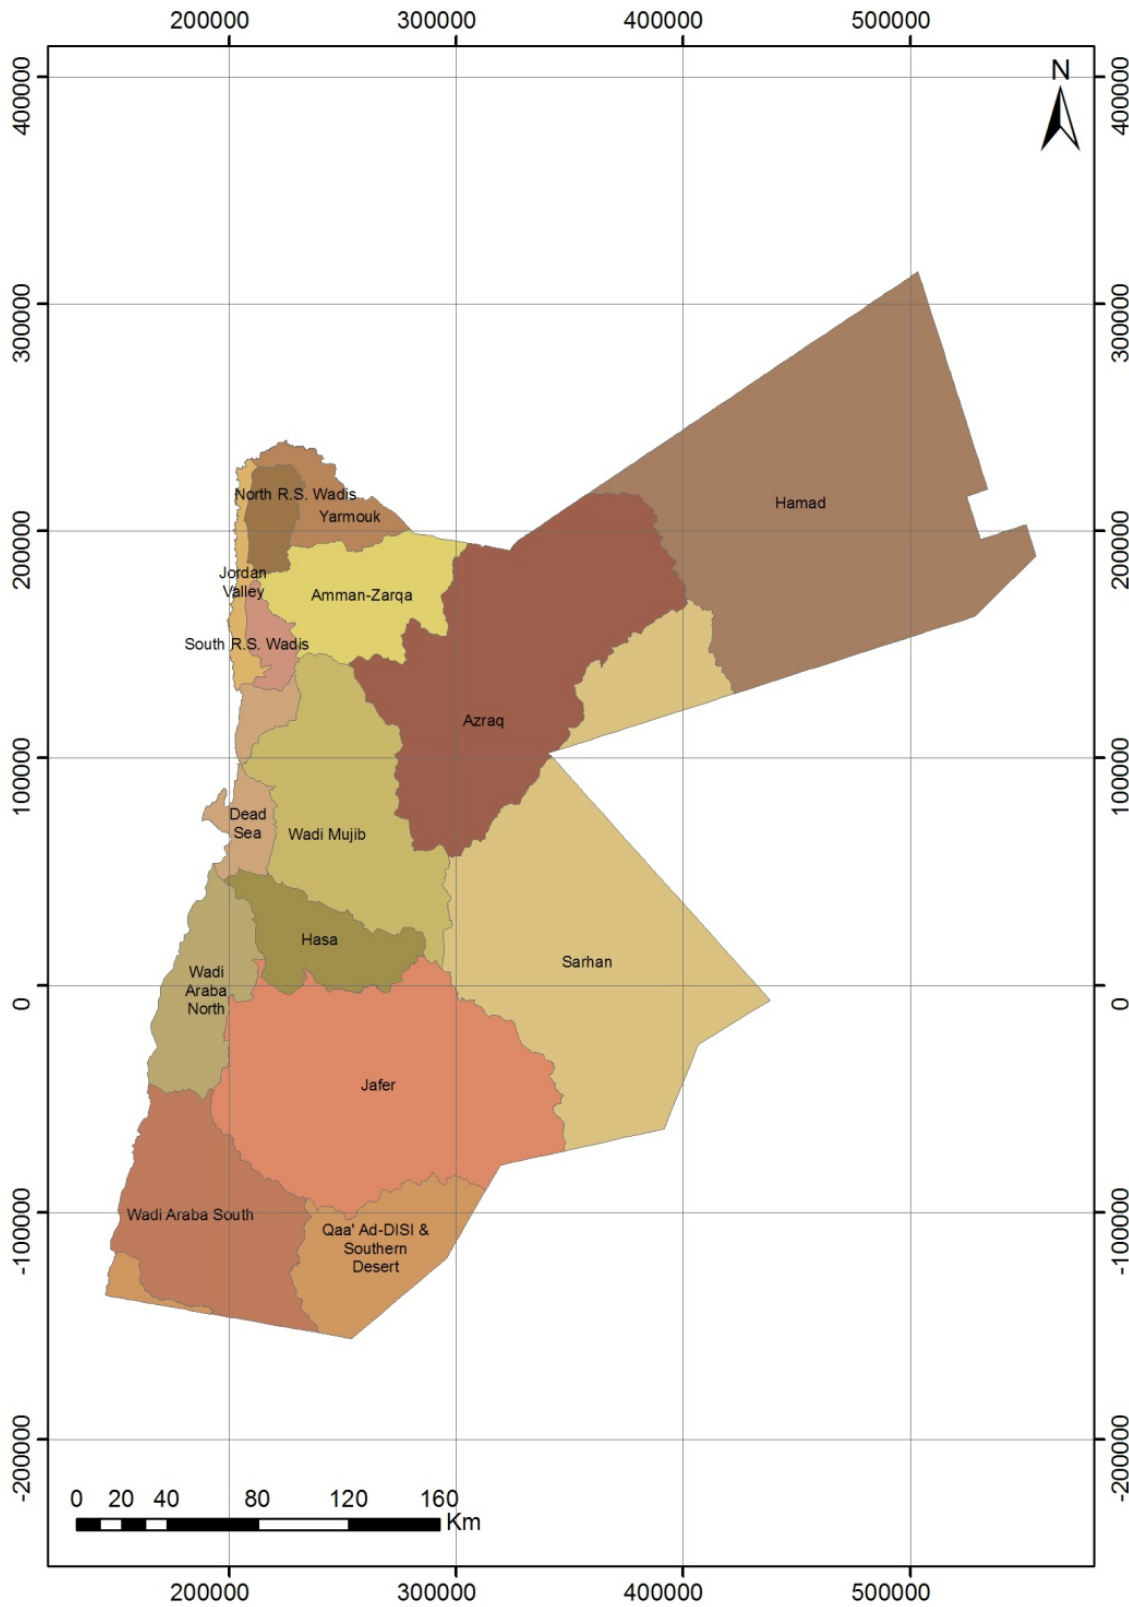 200000 300000 400000 500000
N
400000 400000
300000 300000
Hamad
North R.S. Wadis
Yarmouk
200000 200000
Jordan
Valley
Amman-Zarqa
South R.S. Wadis
Azraq
100000 100000
Dead
Sea
Wadi Mujib
Hasa
Sarhan
Wadi
Araba
North
0 0
Jafer
-100000 -100000
Wadi Araba South
Qaa' Ad-DISI &
Southern
Desert
-200000 -200000
0 20 40 80 120 160
Km
200000 300000 400000 500000